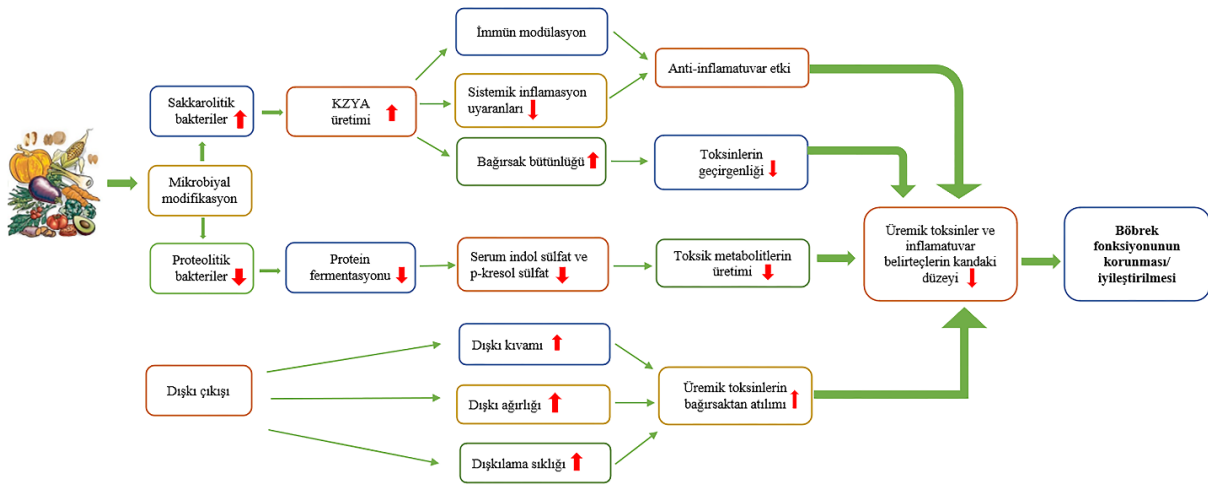 İmmün modülasyon
Sakkarolitik
bakteriler
KZYA
üretimi
Sistemik inflamasyon
uyaranları
Anti-inflamatuvar etki
Bağırsak bütünlüğü
Toksinlerin
geçirgenliği
Mikrobiyal
modifikasyon
Proteolitik
bakteriler
Protein
fermentasyonu
Serum indol sülfat ve
p-kresol sülfat
Toksik metabolitlerin
üretimi
Üremik toksinler ve
inflamatuvar
belirteçlerin kandaki
düzeyi
Böbrek
fonksiyonunun
korunması/
iyileştirilmesi
Dışkı çıkışı
Dışkı kıvamı
Dışkı ağırlığı
Dışkılama sıklığı
Üremik toksinlerin
bağırsaktan atılımı